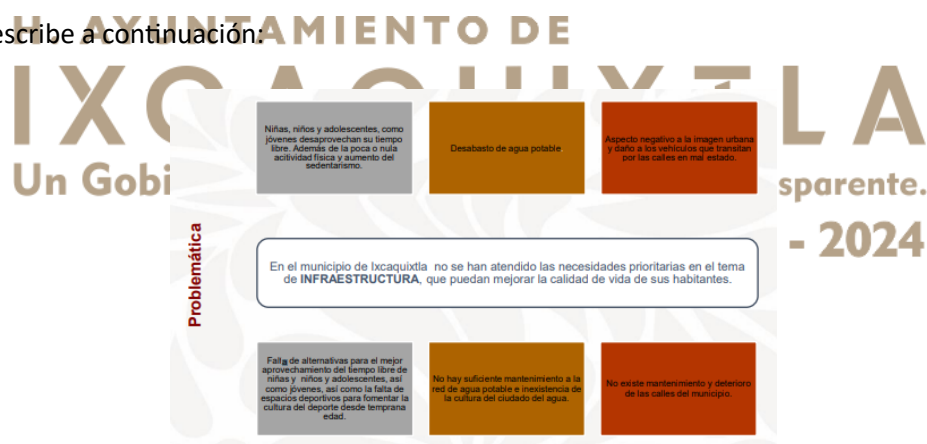 escribe a continuación:
H. AYUNTAMIENTO DE
IXCAQUIXTLA
Un Gobi
sparente.
- 2024
Problemática
Niñas, niños y adolescentes, como
jóvenes desaprovechan su tiempo
libre. Además de la poca o nula
acitividad física y aumento del
sedentarismo.
Desabasto de agua potable.
Aspecto negativo a la imagen urbana
y daño a los vehículos que transitan
por las calles en mal estado.
En el municipio de Ixcaquixtla no se han atendido las necesidades prioritarias en el tema
de INFRAESTRUCTURA, que puedan mejorar la calidad de vida de sus habitantes.
Falta de alternativas para el mejor
aprovechamiento del tiempo libre de
niñas y niños y adolescentes, así
como jóvenes, así como la falta de
espacios deportivos para fomentar la
cultura del deporte desde temprana
edad.
No hay suficiente mantenimiento a la
red de agua potable e inexistencia de
la cultura del ciudado del agua.
No existe mantenimiento y deterioro
de las calles del municipio.